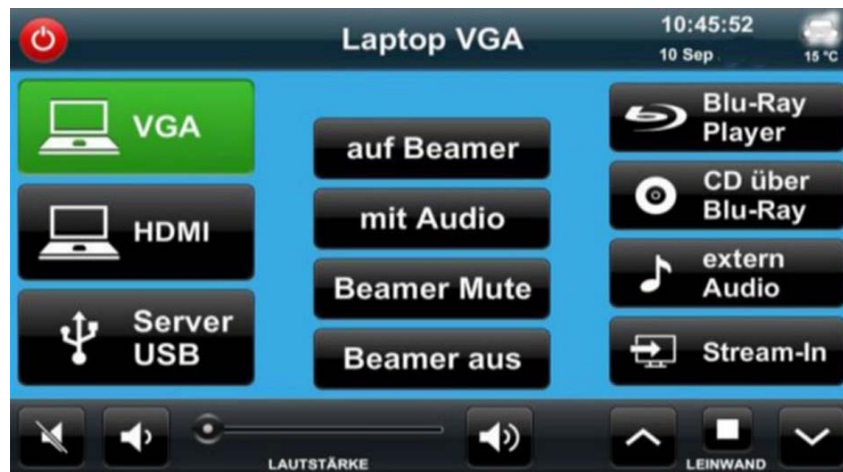 Laptop VGA
10:45:52
10 Sep
15 °C
VGA
HDMI
Server
USB
auf Beamer
mit Audio
Beamer Mute
Beamer aus
Blu-Ray
Player
CD über
Blu-Ray
extern
Audio
Stream-In
LAUTSTÄRKE
LEINWAND